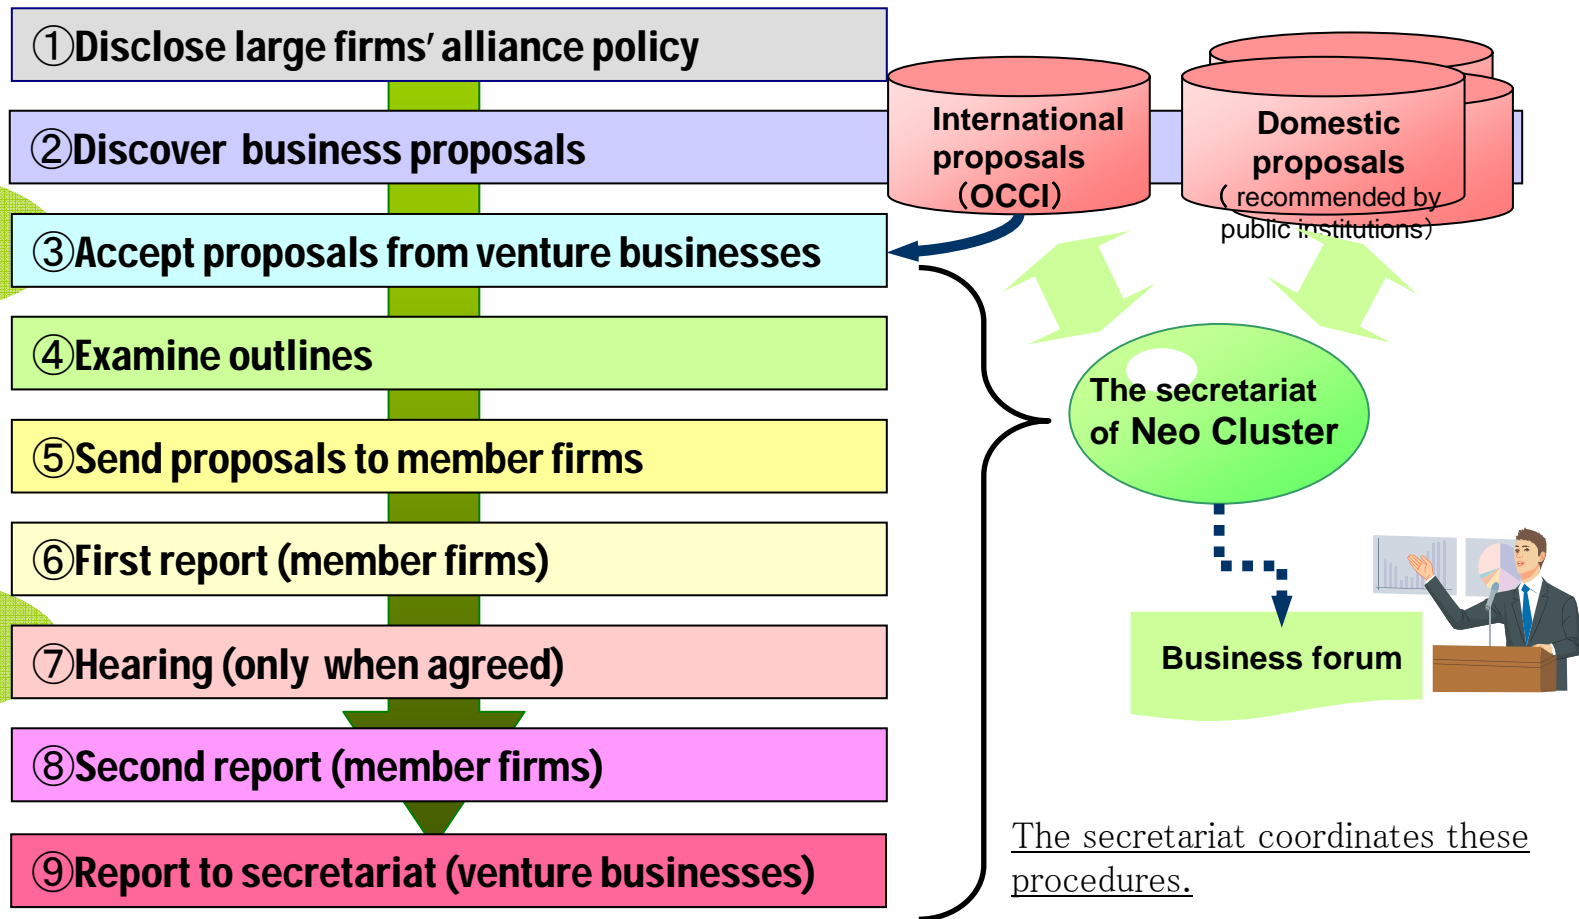 ①Disclose large firms’ alliance policy
②Discover business proposals
③Accept proposals from venture businesses
④Examine outlines
⑤Send proposals to member firms
⑥First report (member firms)
⑦Hearing (only when agreed)
⑧Second report (member firms)
⑨Report to secretariat (venture businesses)
International
proposals
（OCCI）
Domestic
proposals
（ recommended by
public institutions）
The secretariat
of Neo Cluster
Business forum
The secretariat coordinates these
procedures.